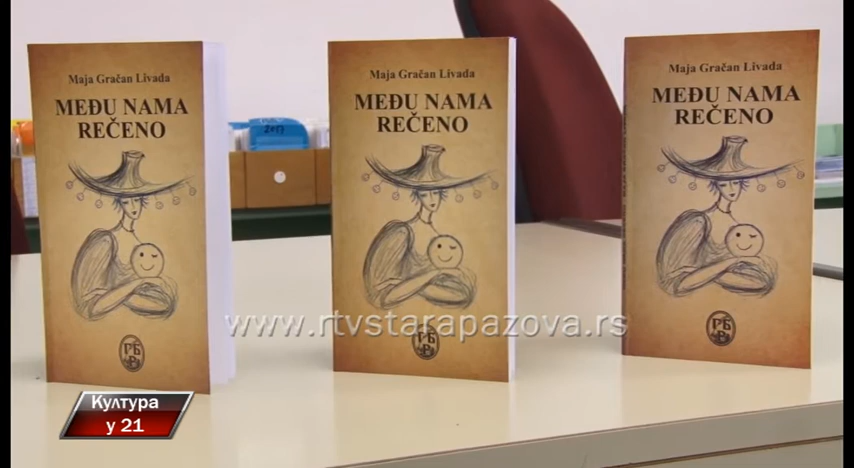 Maja Gračan Livada
MEĐU NAMA
REČENO
Maja Gračan Livada
MEĐU NAMA
REČENO
Maja Gračan Livada
MEĐU NAMA
REČENO
2017
www.rtvstarapazova.rs
Култура
у 21